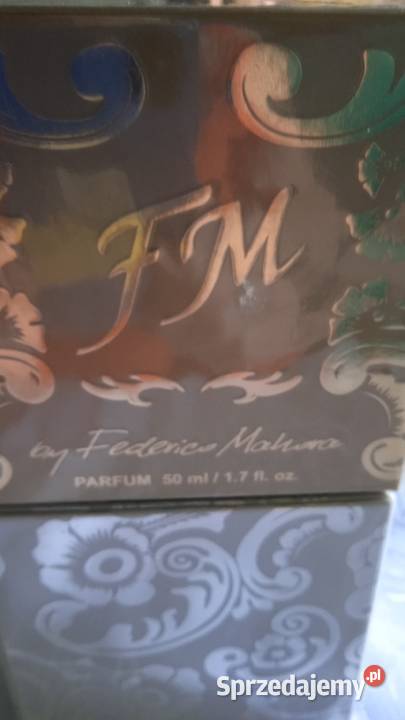 FM
by Federico Mahora
PARFUM 50 ml / 1.7 fl. oz.
Sprzedajemy.pl